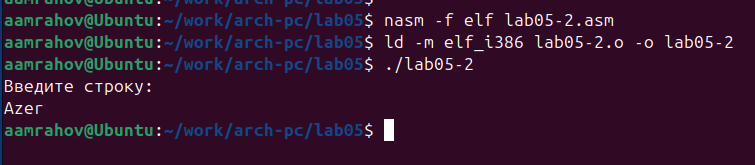 aamrahov@Ubuntu:~/work/arch-pc/lab05$ nasm -f elf lab05-2.asm
aamrahov@Ubuntu:~/work/arch-pc/lab05$ ld -m elf_i386 lab05-2.o -o lab05-2
aamrahov@Ubuntu:~/work/arch-pc/lab05$ ./lab05-2
Введите строку:
Azer
aamrahov@Ubuntu:~/work/arch-pc/lab05$